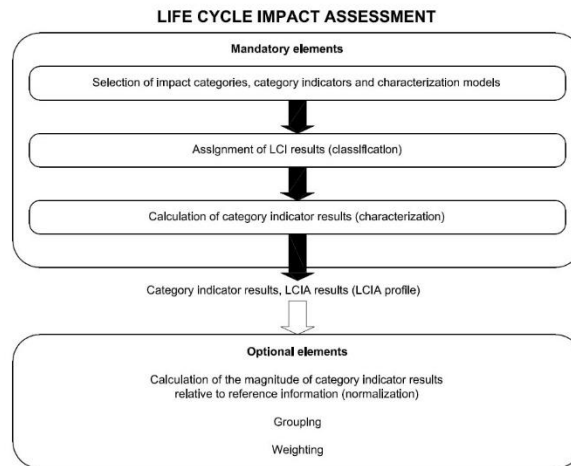 LIFE CYCLE IMPACT ASSESSMENT
Mandatory elements
Selection of impact categories, category indicators and characterization models
Assignment of LCI results (classification)
Calculation of category indicator results (characterization)
Category indicator results, LCIA results (LCIA profile)
Optional elements
Calculation of the magnitude of category indicator results
relative to reference information (normalization)
Grouping
Weighting